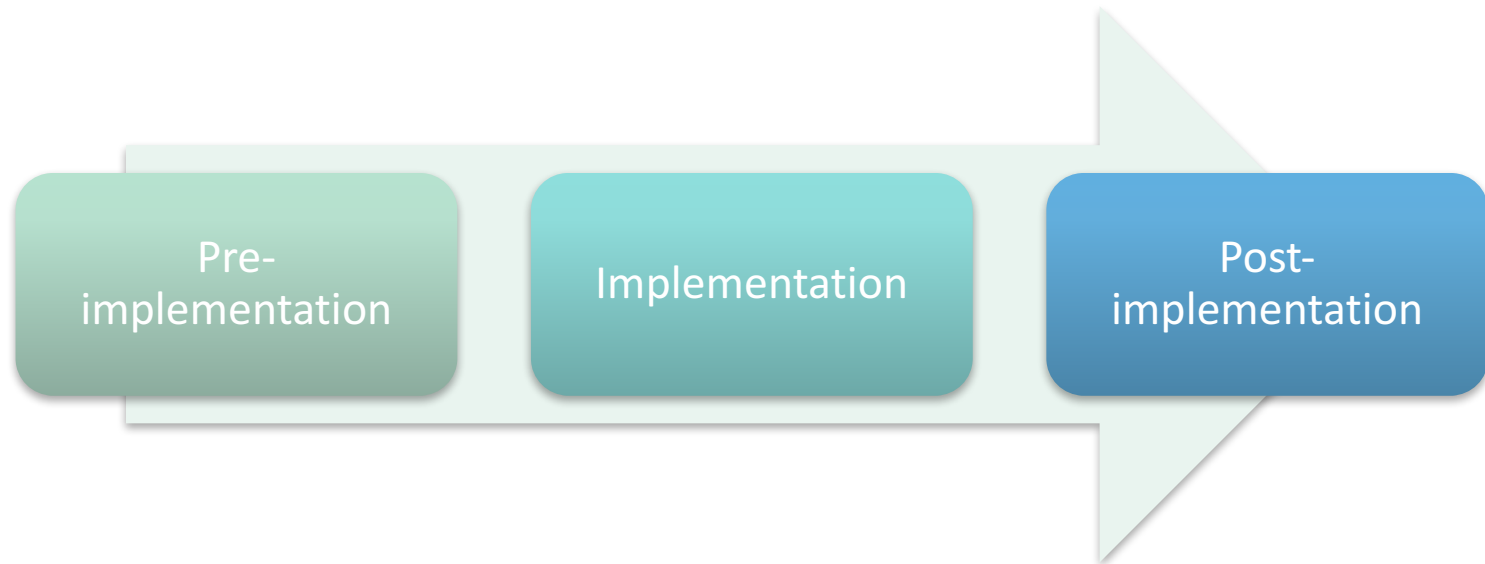 Pre-
implementation
Implementation
Post-
implementation